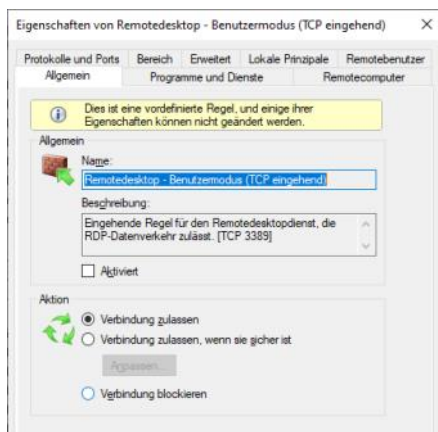 Eigenschaften von Remotedesktop - Benutzermodus (TCP eingehend)
Protokolle und Ports Bereich Erweitert Lokale Prinzipale Remotebenutzer
Allgemein Programme und Dienste Remotecomputer
Dies ist eine vordefinierte Regel, und einige ihrer
Eigenschaften können nicht geändert werden.
Allgemein
Name:
Remotedesktop - Benutzermodus (TCP eingehend)
Beschreibung:
Eingehende Regel für den Remotedesktopdienst, die
RDP-Datenverkehr zulässt. [TCP 3389]
Aktiviert
Aktion
Verbindung zulassen
Verbindung zulassen, wenn sie sicher ist
Anpassen...
Verbindung blockieren